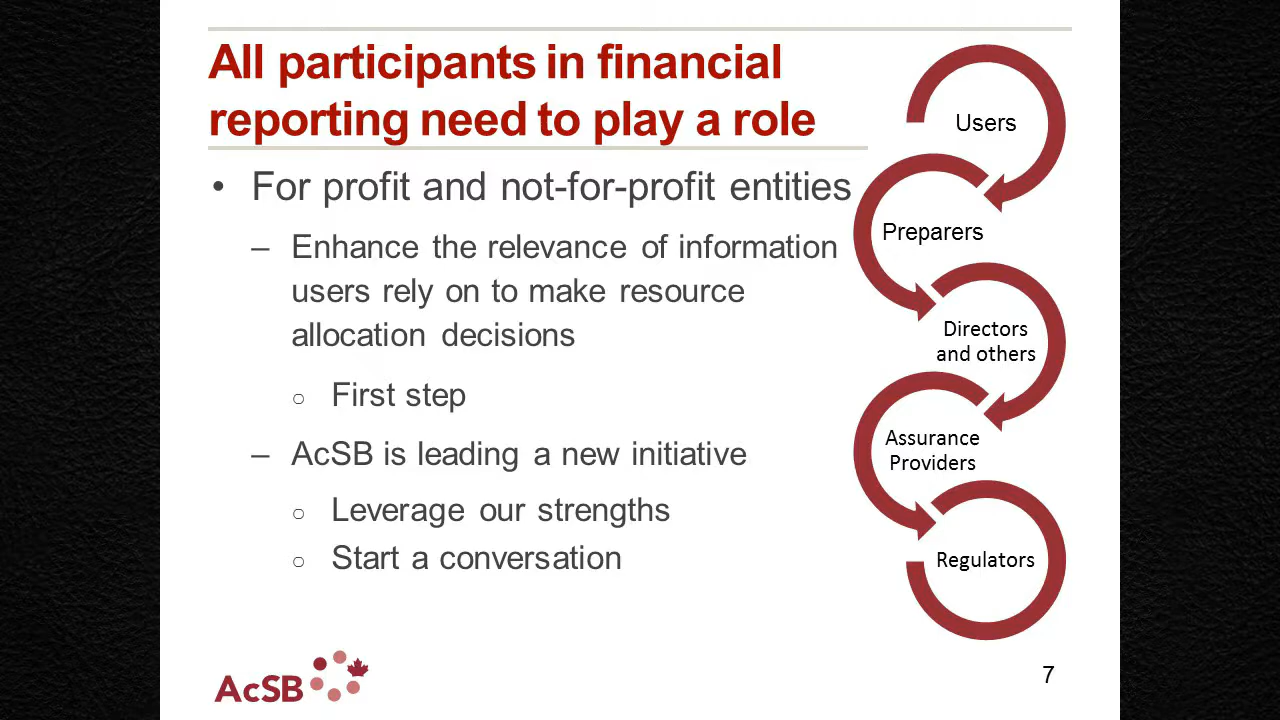 All participants in financial
reporting need to play a role
• For profit and not-for-profit entities
– Enhance the relevance of information
users rely on to make resource
allocation decisions
○ First step
– AcSB is leading a new initiative
○ Leverage our strengths
○ Start a conversation
Users
Preparers
Directors
and others
Assurance
Providers
Regulators
AcSB
7